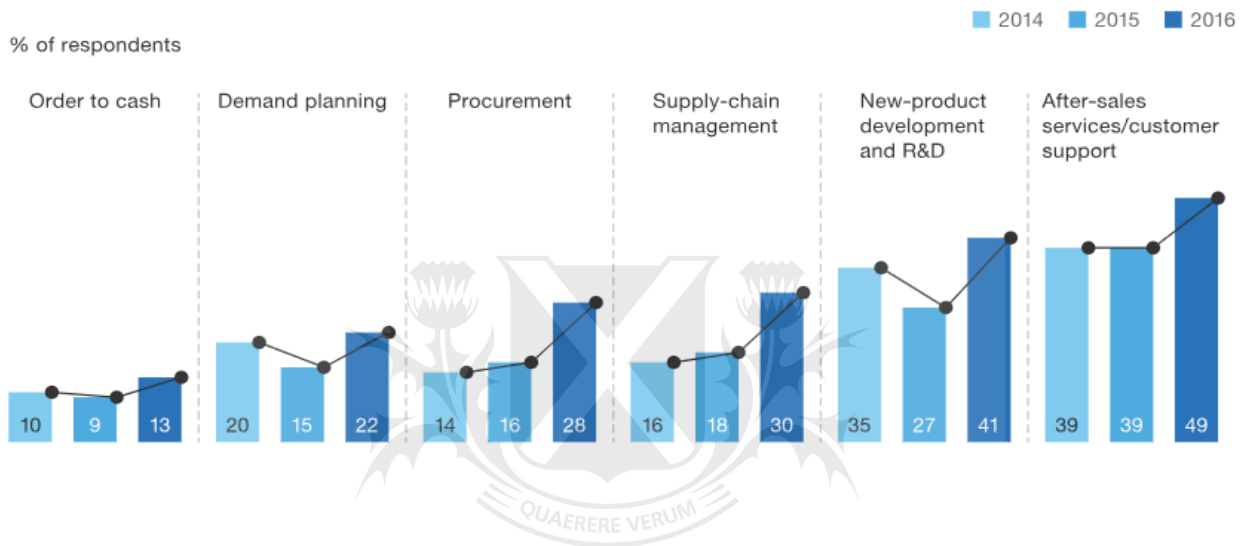 2014 2015 2016
% of respondents
Order to cash
Demand planning
Procurement
Supply-chain
management
New-product
development
and R&D
After-sales
services/customer
support
10 9 13
20 15 22
14 16 28
16 18 30
35 27 41
39 39 49
QUAERERE VERUM